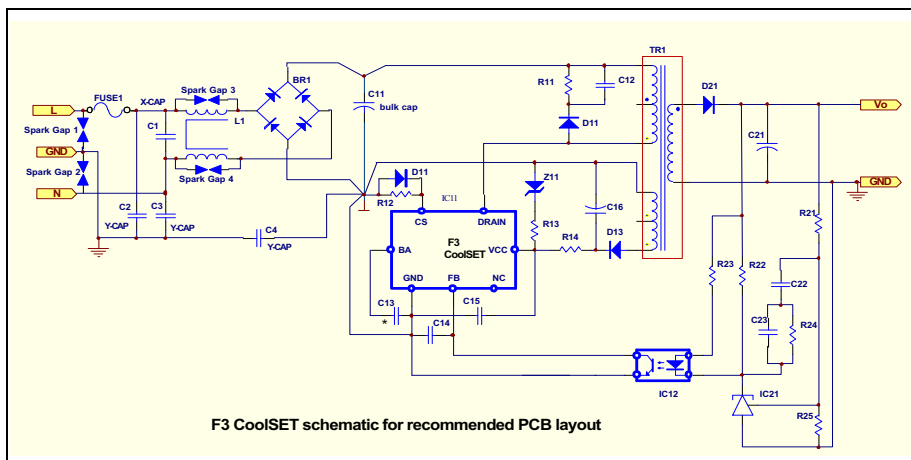 TR1
BR1
FUSE1
X-CAP
Spark Gap 3
L1
C11
bulk cap
R11
C12
D21
L
Vo
Spark Gap 1
C1
D11
C21
GND
Spark Gap 2
Spark Gap 4
N
D11
R12
IC11
Z11
C16
GND
C2
Y-CAP
C3
Y-CAP
C4
Y-CAP
CS
DRAIN
F3
CoolSET
BA
VCC
GND
FB
NC
R13
R14
D13
R21
R23
R22
C22
C13
*
C14
C15
C23
R24
IC12
IC21
R25
F3 CoolSET schematic for recommended PCB layout